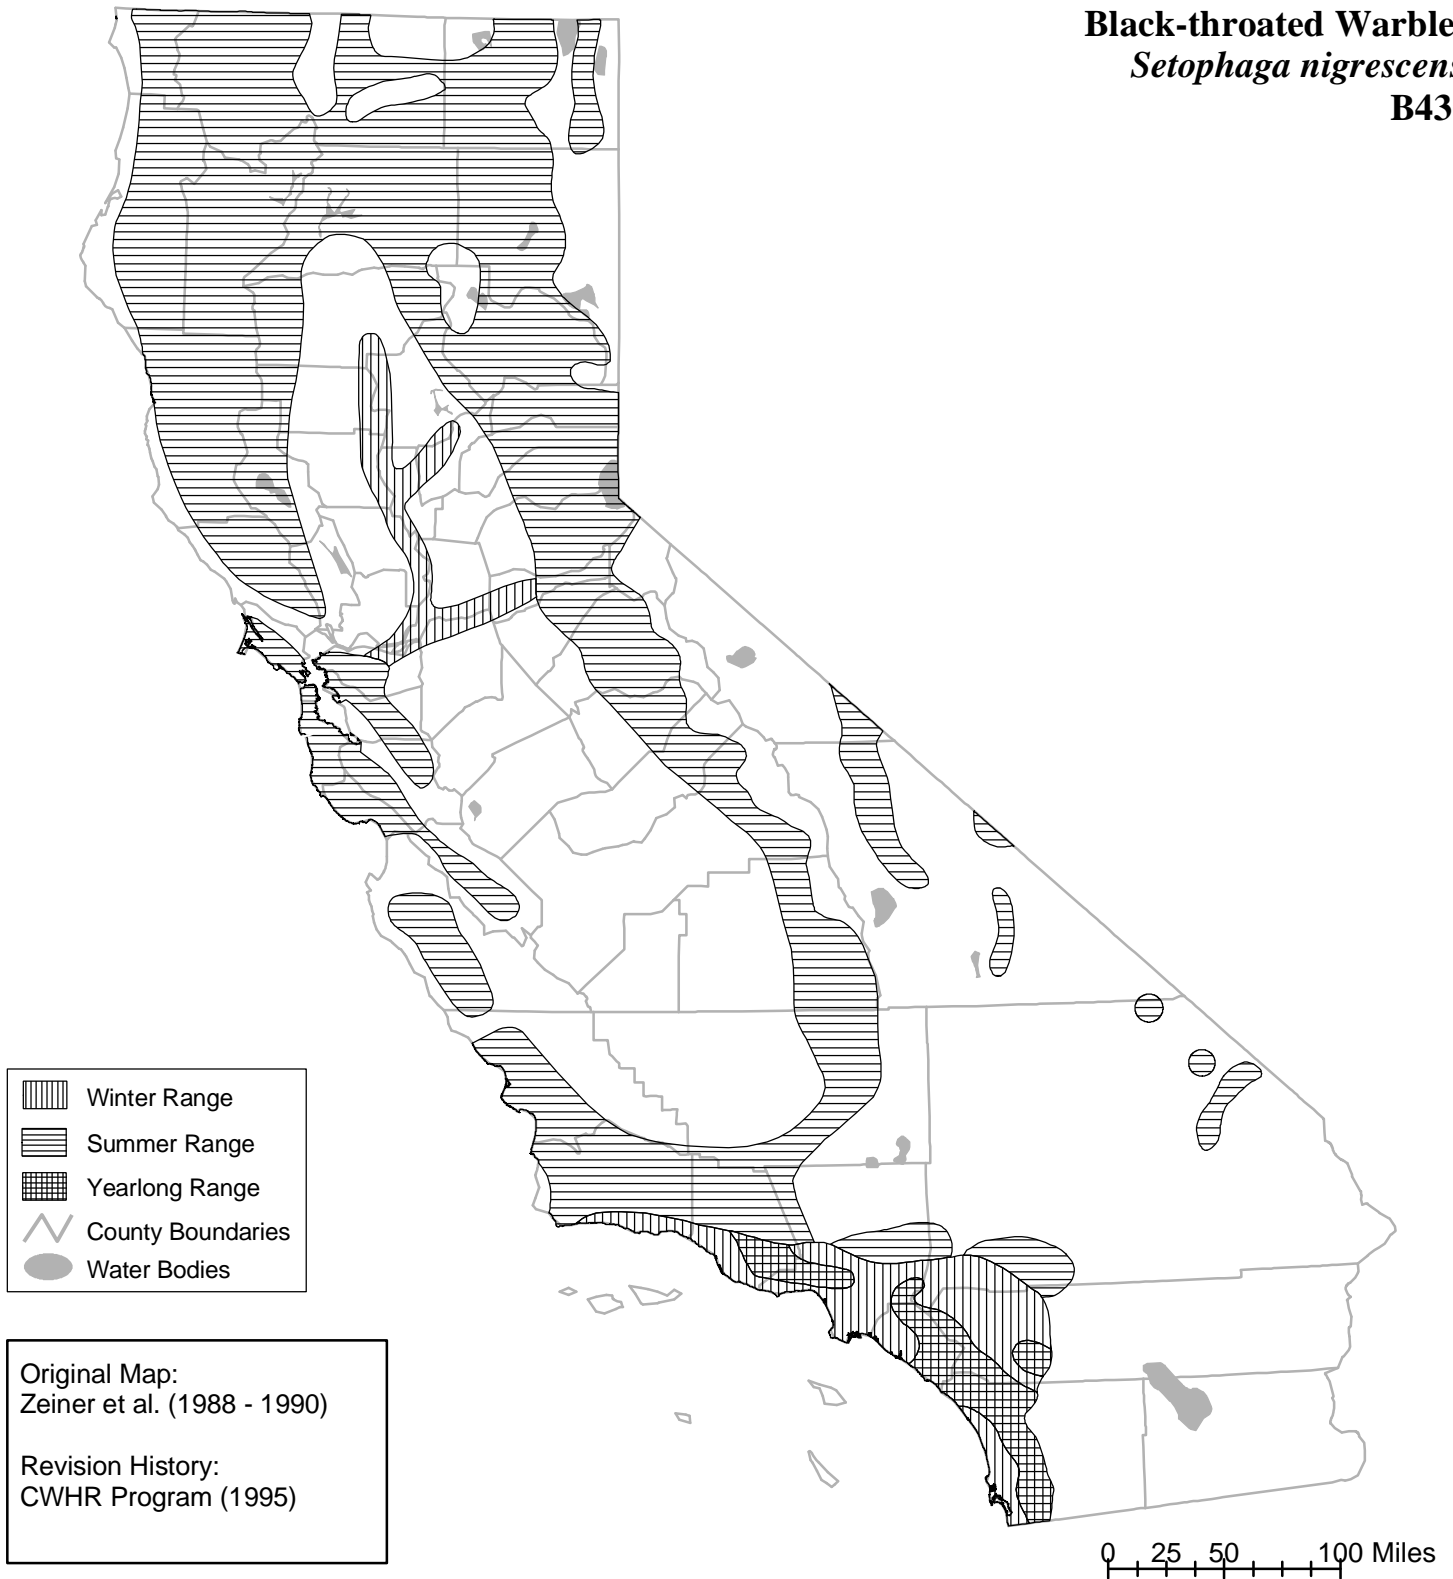 Black-throated Warble
Setophaga nigrescens
B43
Winter Range
Summer Range
Yearlong Range
County Boundaries
Water Bodies
Original Map:
Zeiner et al. (1988 - 1990)
Revision History:
CWHR Program (1995)
0 25 50 100 Miles